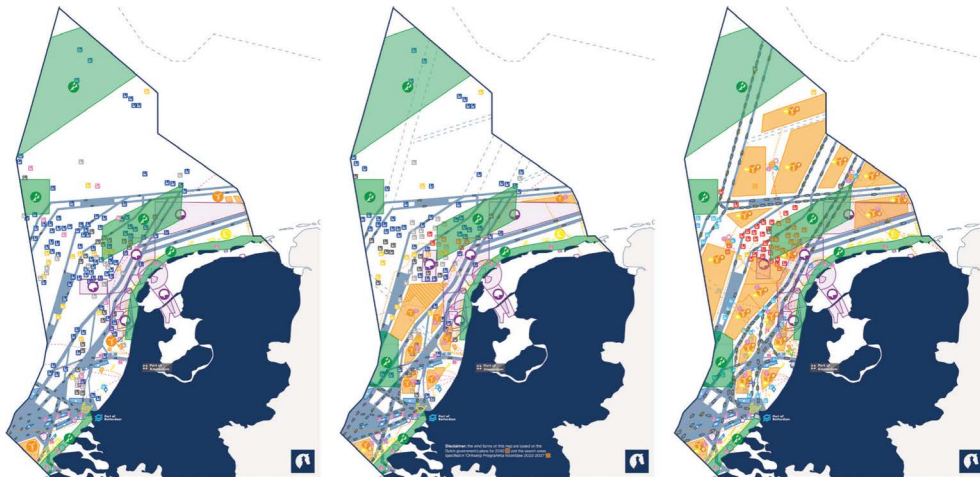 Port of
Amsterdam
Port of
Rotterdam
Port of
Amsterdam
Port of
Rotterdam
Disclaimer: the wind farms on this map are based on the
Dutch government's plans for 2030 and the search areas
specified in "Ontwerp Programma Noordzee 2022-2027"
Port of
Amsterdam
Port of
Rotterdam